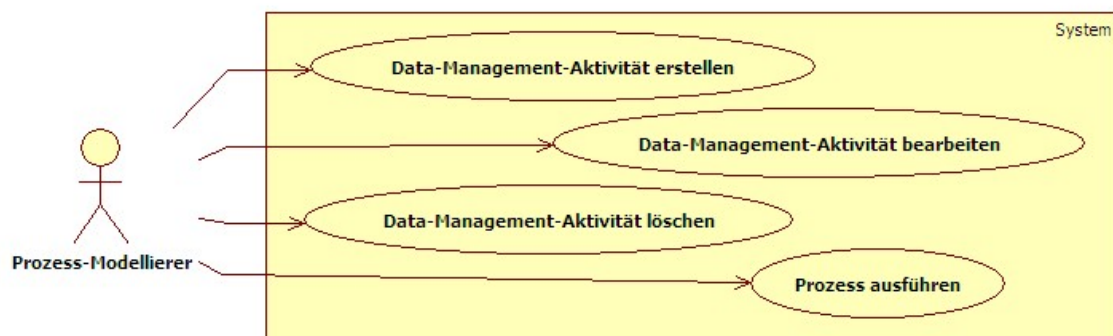 System
Data-Management-Aktivität erstellen
Data-Management-Aktivität bearbeiten
Data-Management-Aktivität löschen
Prozess-Modellierer
Prozess ausführen